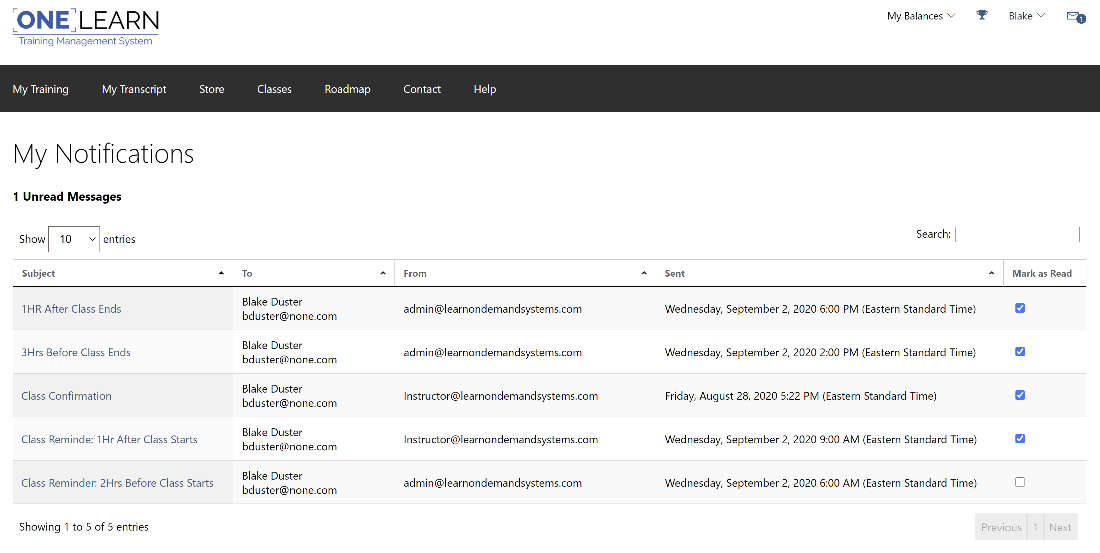 [ONE]LEARN
Training Management System
My Balances Blake 1
My Training My Transcript Store Classes Roadmap Contact Help
My Notifications
1 Unread Messages
Show 10 entries Search:
Subject To From Sent Mark as Read
1HR After Class Ends Blake Duster bduster@none.com admin@learnondemandsystems.com Wednesday, September 2, 2020 6:00 PM (Eastern Standard Time)
3Hrs Before Class Ends Blake Duster bduster@none.com admin@learnondemandsystems.com Wednesday, September 2, 2020 2:00 PM (Eastern Standard Time)
Class Confirmation Blake Duster bduster@none.com Instructor@learnondemandsystems.com Friday, August 28, 2020 5:22 PM (Eastern Standard Time)
Class Reminde: 1Hr After Class Starts Blake Duster bduster@none.com Instructor@learnondemandsystems.com Wednesday, September 2, 2020 9:00 AM (Eastern Standard Time)
Class Reminder: 2Hrs Before Class Starts Blake Duster bduster@none.com admin@learnondemandsystems.com Wednesday, September 2, 2020 6:00 AM (Eastern Standard Time)
Showing 1 to 5 of 5 entries Previous 1 Next